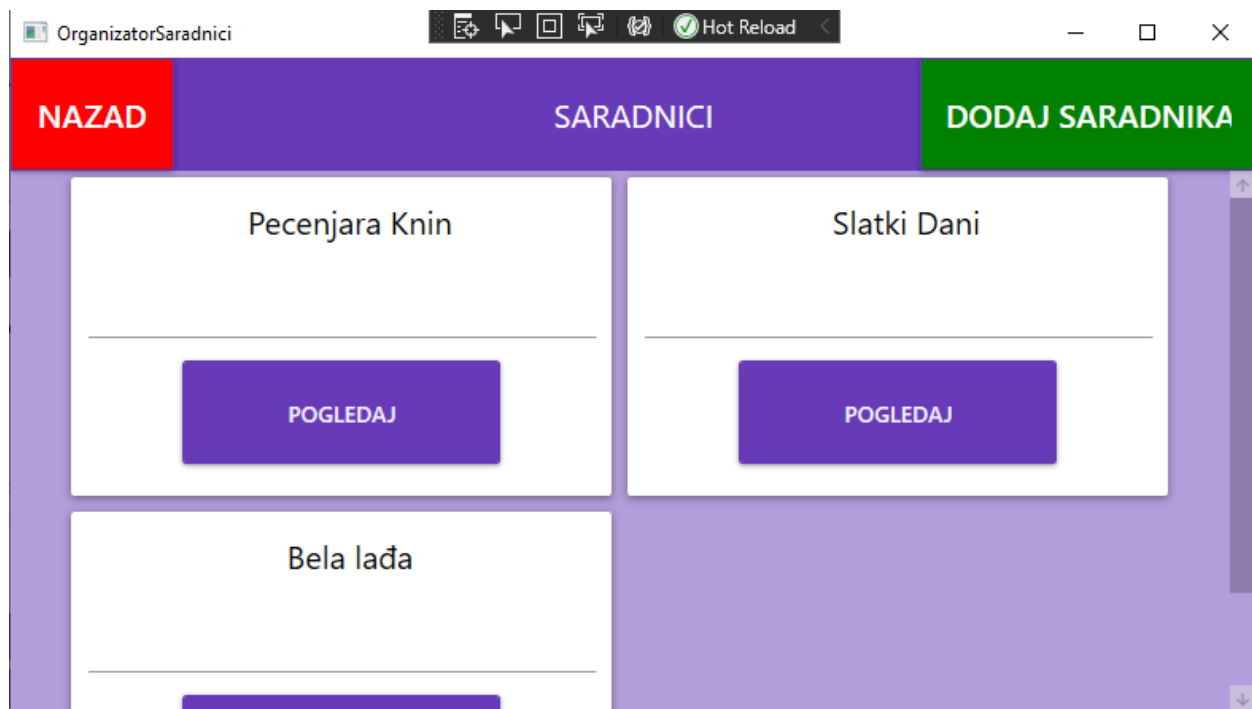 OrganizatorSaradnici
Hot Reload
NAZAD
SARADNICI
DODAJ SARADNIKA
Pecenjara Knin
Slatki Dani
POGLEDAJ
POGLEDAJ
Bela lađa